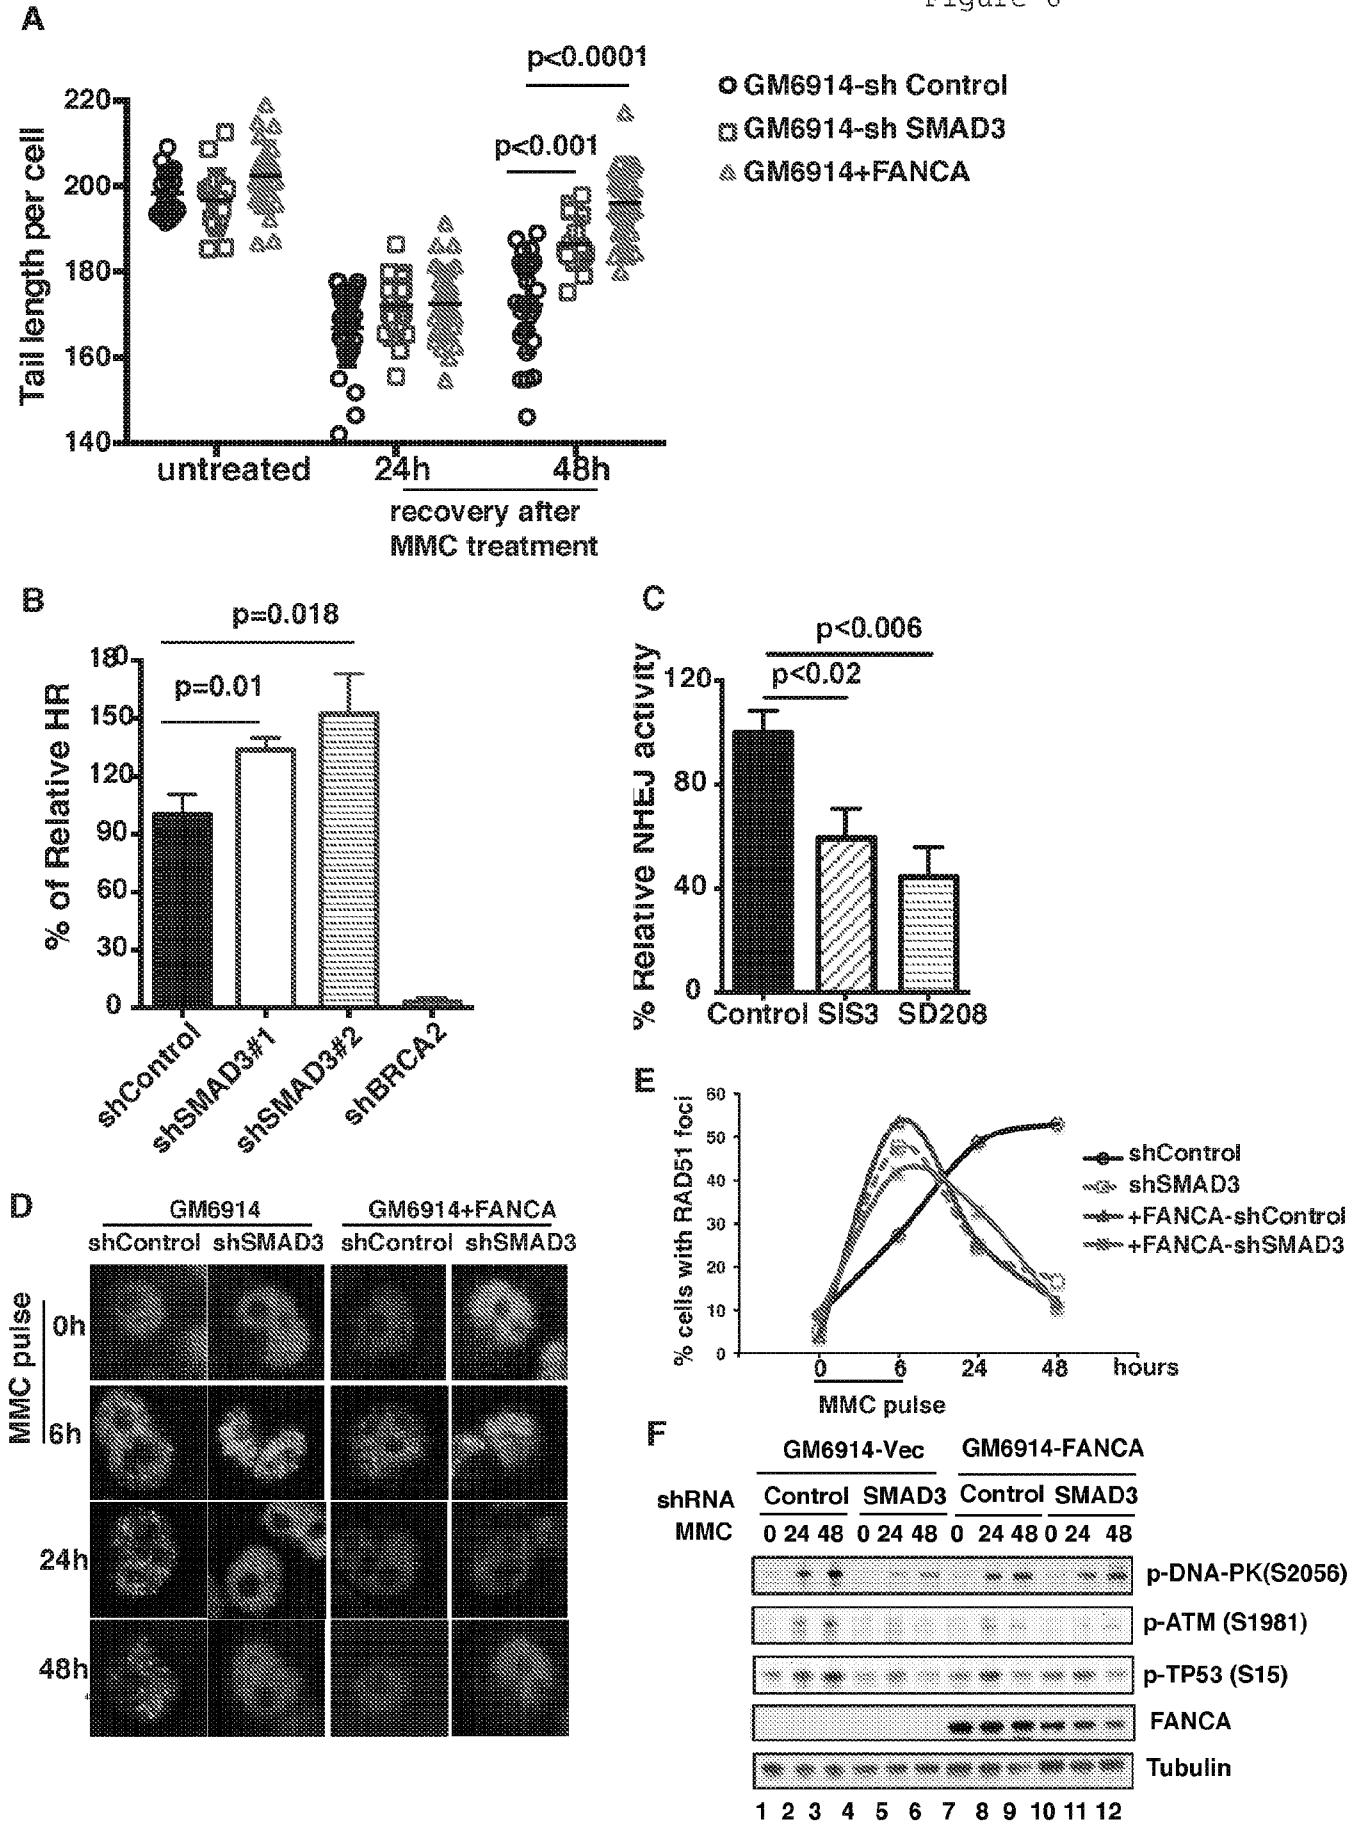 Figure 6
A
p<0.0001
p<0.001
GM6914-sh Control
GM6914-sh SMAD3
GM6914+FANCA
Tail length per cell
220
200
180
160
140
untreated 24h 48h
recovery after
MMC treatment
B
p=0.018
p=0.01
% of Relative HR
180
150
120
90
60
30
0
shControl
shSMAD3#1
shSMAD3#2
shBRCA2
C
p<0.006
p<0.02
% Relative NHEJ activity
120
80
40
0
Control SIS3 SD208
D
GM6914 GM6914+FANCA
shControl shSMAD3 shControl shSMAD3
MMC pulse
0h
6h
24h
48h
E
% cells with RAD51 foci
60
50
40
30
20
10
0
0 6 24 48 hours
MMC pulse
shControl
shSMAD3
+FANCA-shControl
+FANCA-shSMAD3
F
GM6914-Vec GM6914-FANCA
shRNA Control SMAD3 Control SMAD3
MMC 0 24 48 0 24 48 0 24 48 0 24 48
p-DNA-PK(S2056)
p-ATM (S1981)
p-TP53 (S15)
FANCA
Tubulin
1 2 3 4 5 6 7 8 9 10 11 12